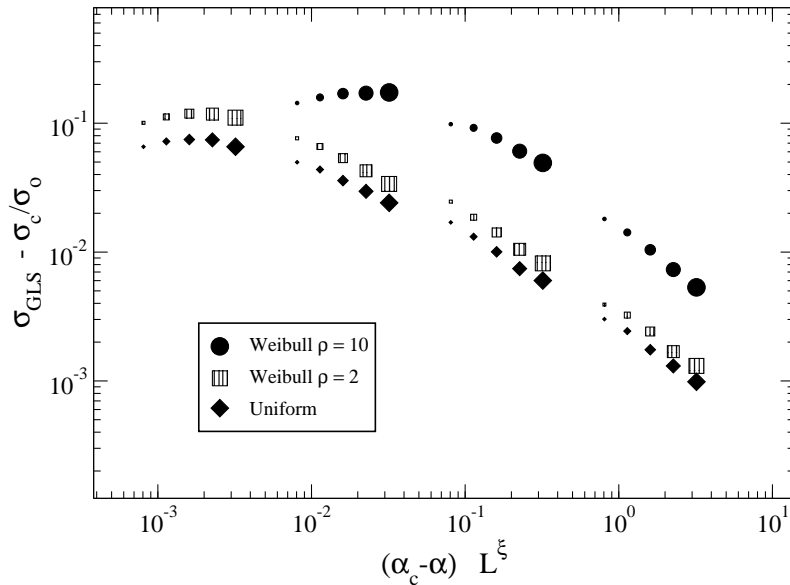 σ_GLS - σ_c/σ_o
10^-1
10^-2
10^-3
Weibull ρ = 10
Weibull ρ = 2
Uniform
10^-3 10^-2 10^-1 10^0 10^1
(α_c-α) L^ξ